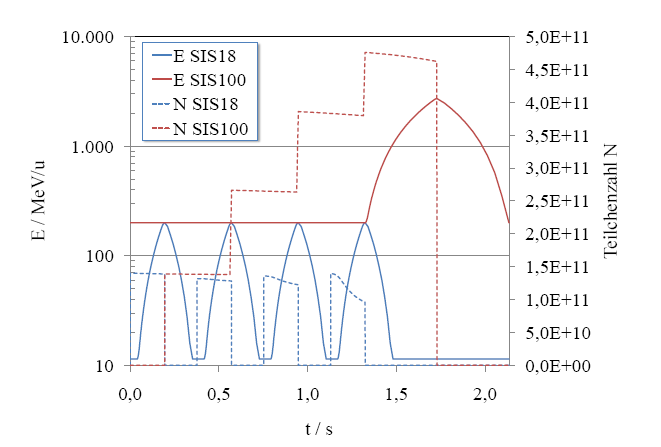 E SIS18
E SIS100
N SIS18
N SIS100
10.000
1.000
100
10
E / MeV/u
5,0E+11
4,5E+11
4,0E+11
3,5E+11
3,0E+11
2,5E+11
2,0E+11
1,5E+11
1,0E+11
5,0E+10
0,0E+00
Teilchenzahl N
0,0
0,5
1,0
1,5
2,0
t / s